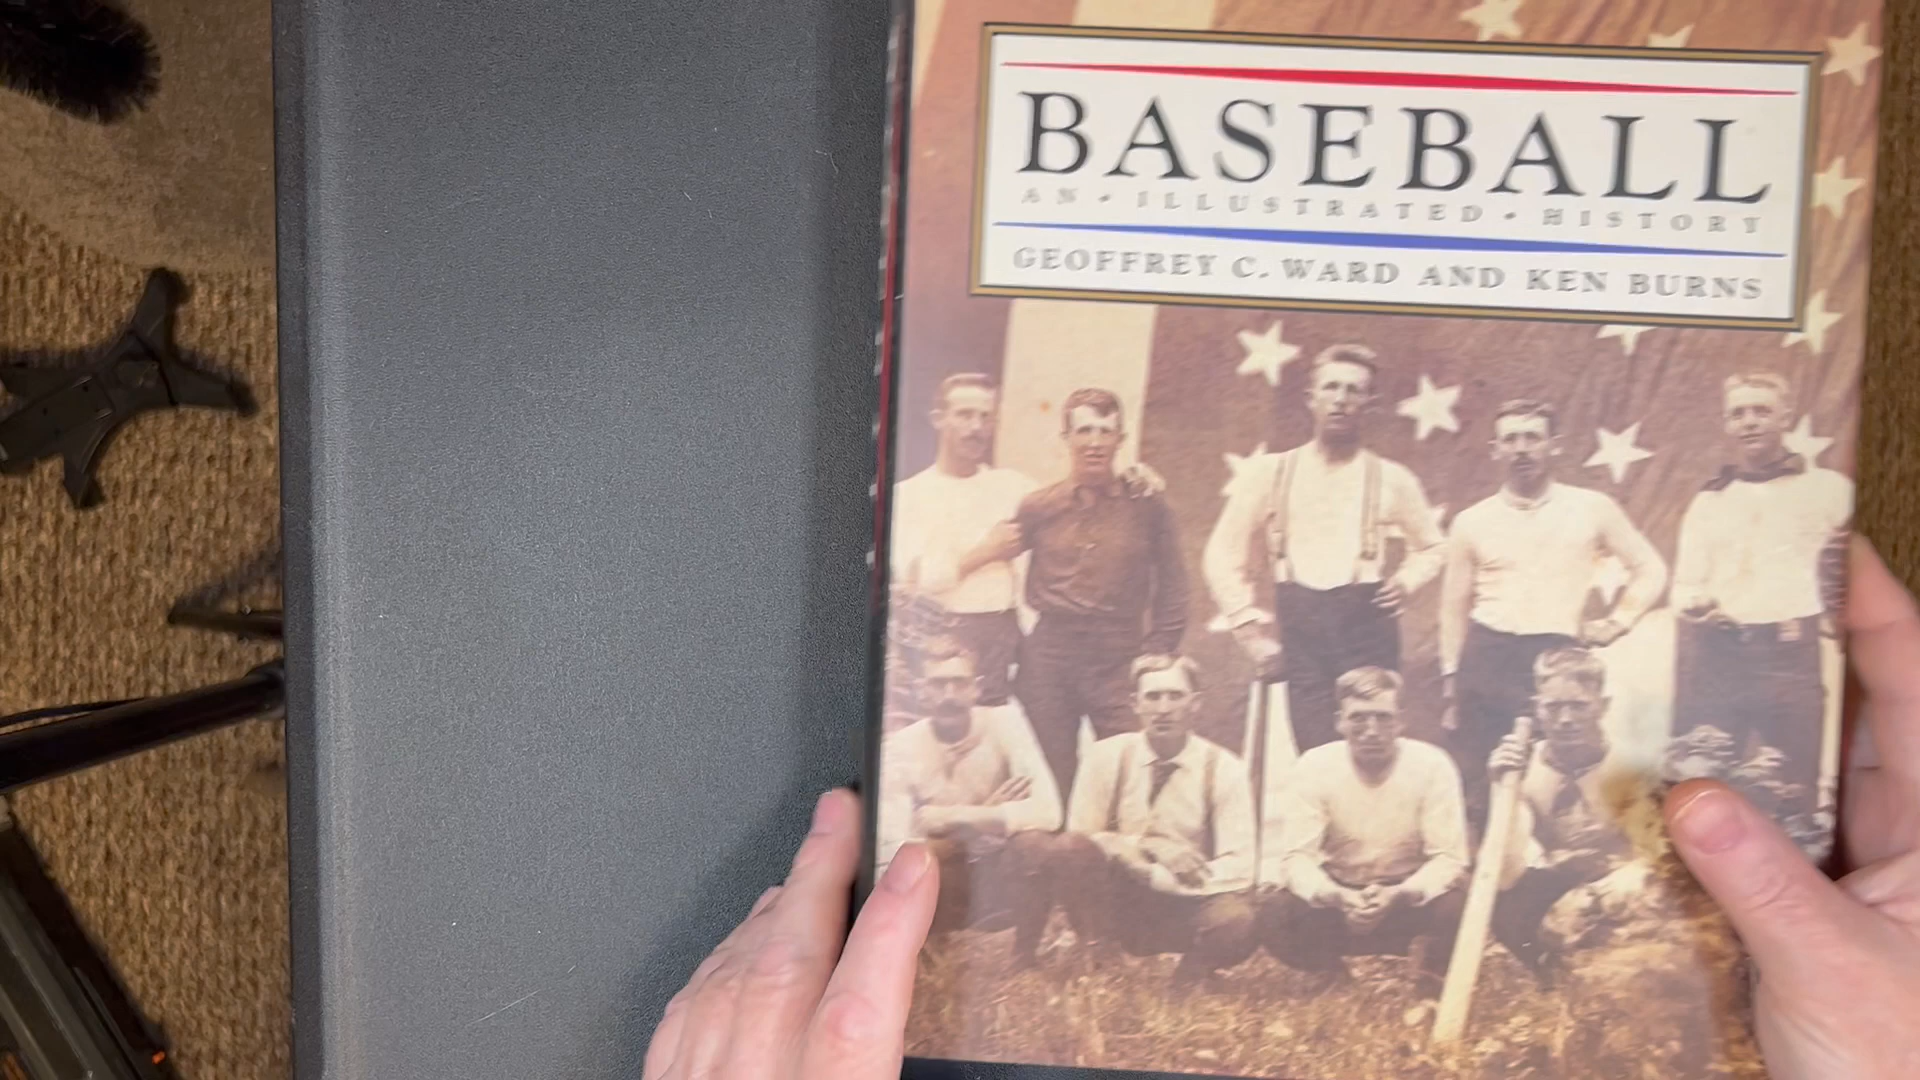 BASEBALL
AN • ILLUSTRATED • HISTORY
GEOFFREY C. WARD AND KEN BURNS